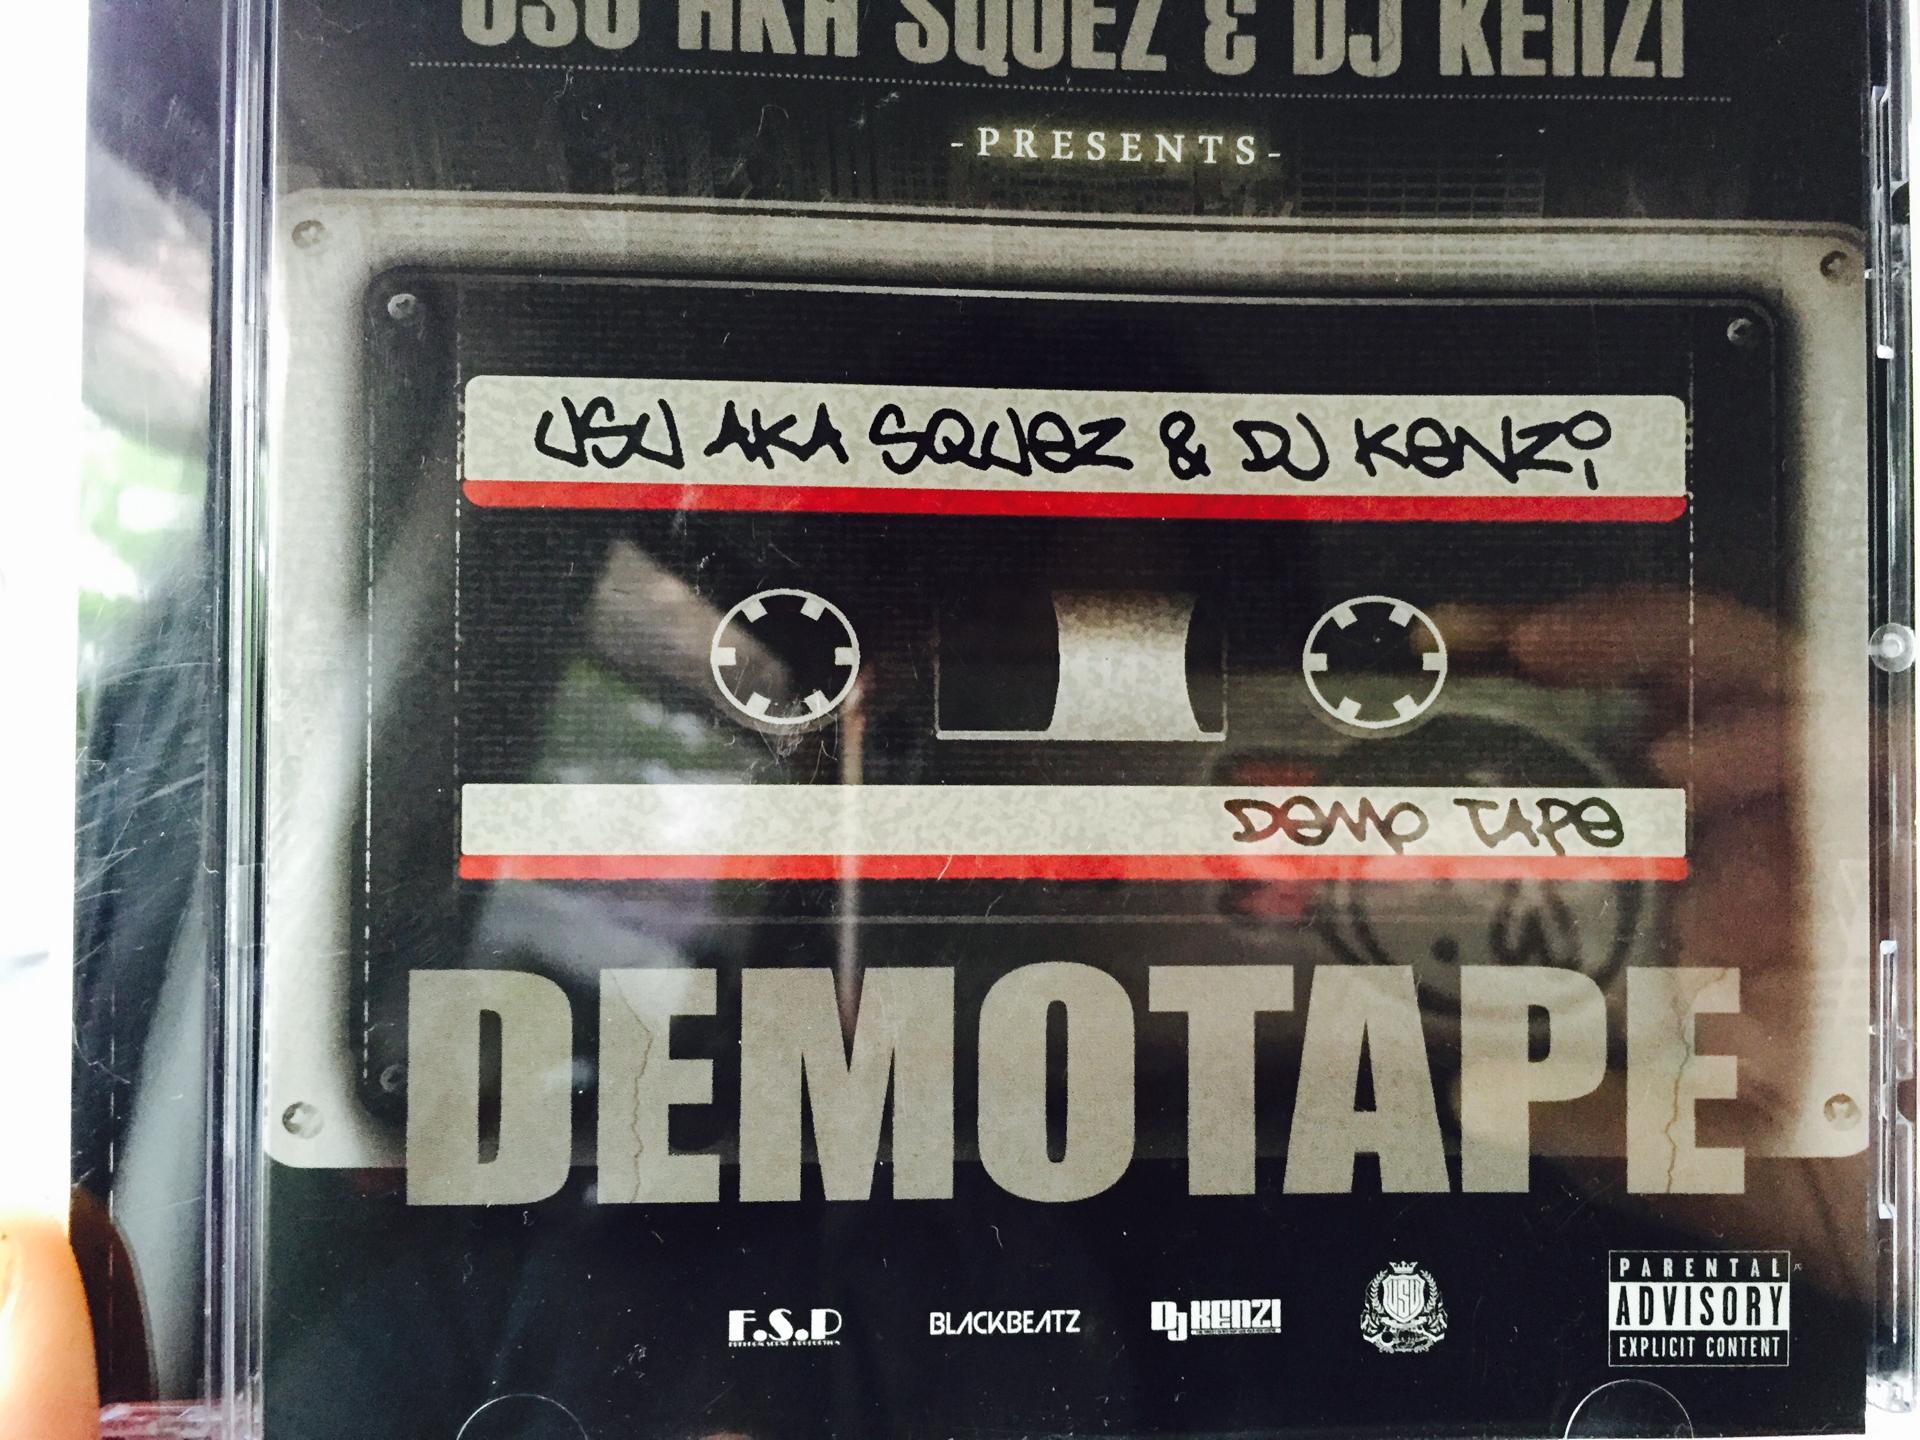 USU AKA SQUEZ & DJ KENZI
-PRESENTS-
USU AKA SQUEZ & DJ KENZI
DEMO TAPE
DEMOTAPE
F.S.P
BLACKBEATZ
DJ KENZI
USU
PARENTAL
ADVISORY
EXPLICIT CONTENT